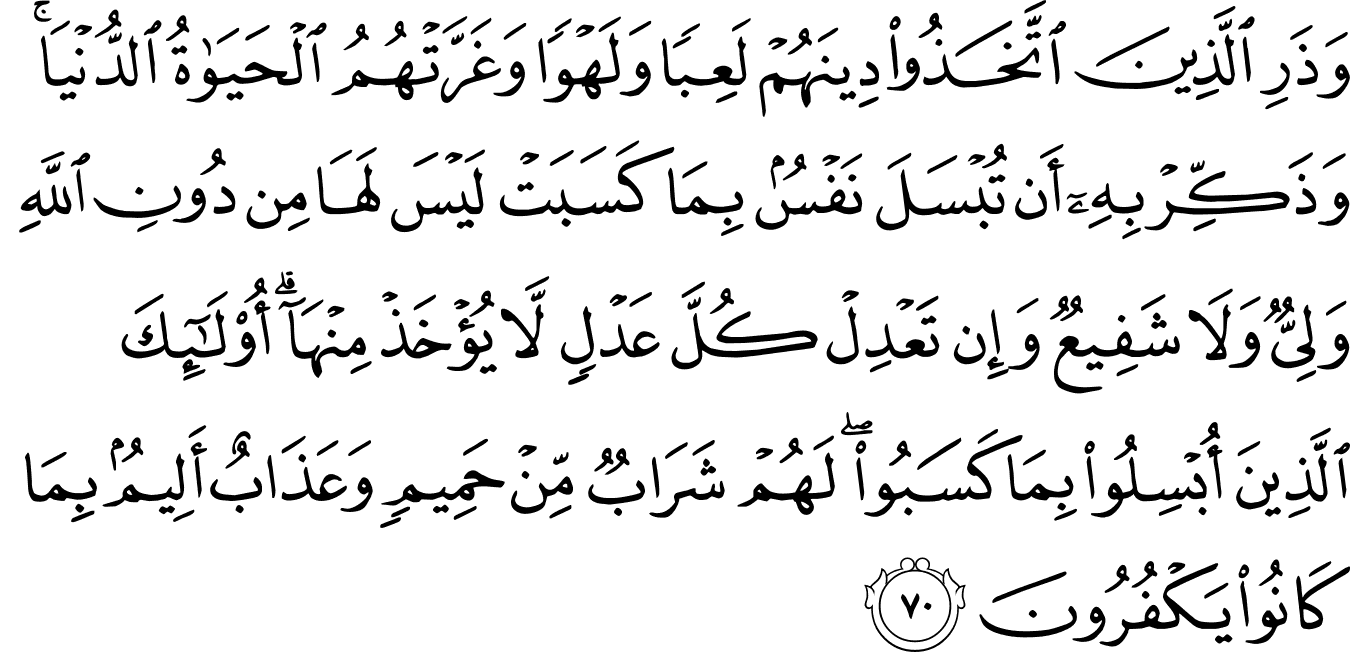 وَذَرِ ٱلَّذِينَ ٱتَّخَذُوا۟ دِينَهُمْ لَعِبًا وَلَهْوًا وَغَرَّتْهُمُ ٱلْحَيَوٰةُ ٱلدُّنْيَا ۚ
وَذَكِّرْ بِهِۦٓ أَن تُبْسَلَ نَفْسٌۢ بِمَا كَسَبَتْ لَيْسَ لَهَا مِن دُونِ ٱللَّهِ
وَلِىٌّ وَلَا شَفِيعٌ وَإِن تَعْدِلْ كُلَّ عَدْلٍ لَّا يُؤْخَذْ مِنْهَآ ۗ أُو۟لَـٰٓئِكَ
ٱلَّذِينَ أُبْسِلُوا۟ بِمَا كَسَبُوا۟ ۖ لَهُمْ شَرَابٌ مِّنْ حَمِيمٍ وَعَذَابٌ أَلِيمٌۢ بِمَا
كَانُوا۟ يَكْفُرُونَ ٧٠